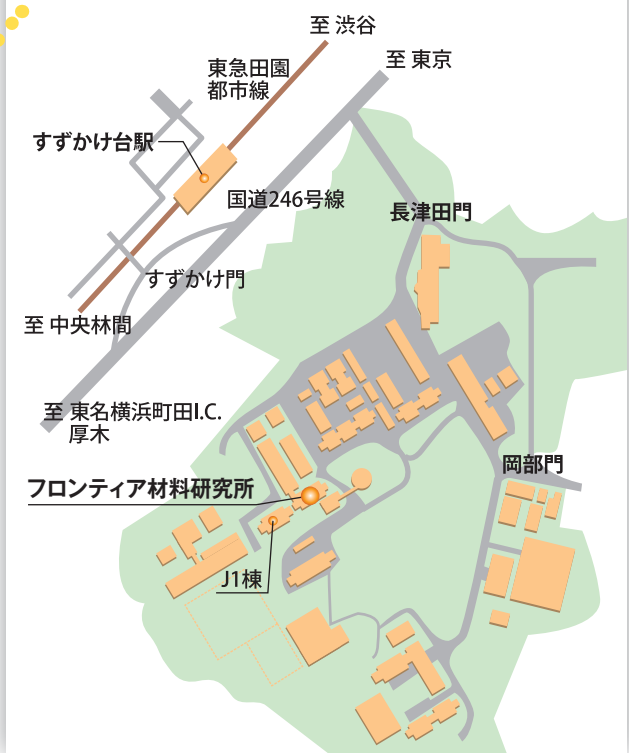 至 渋谷
至 東京
東急田園
都市線
すずかけ台駅
国道246号線
長津田門
すずかけ門
至 中央林間
至 東名横浜町田I.C.
厚木
岡部門
フロンティア材料研究所
J1棟